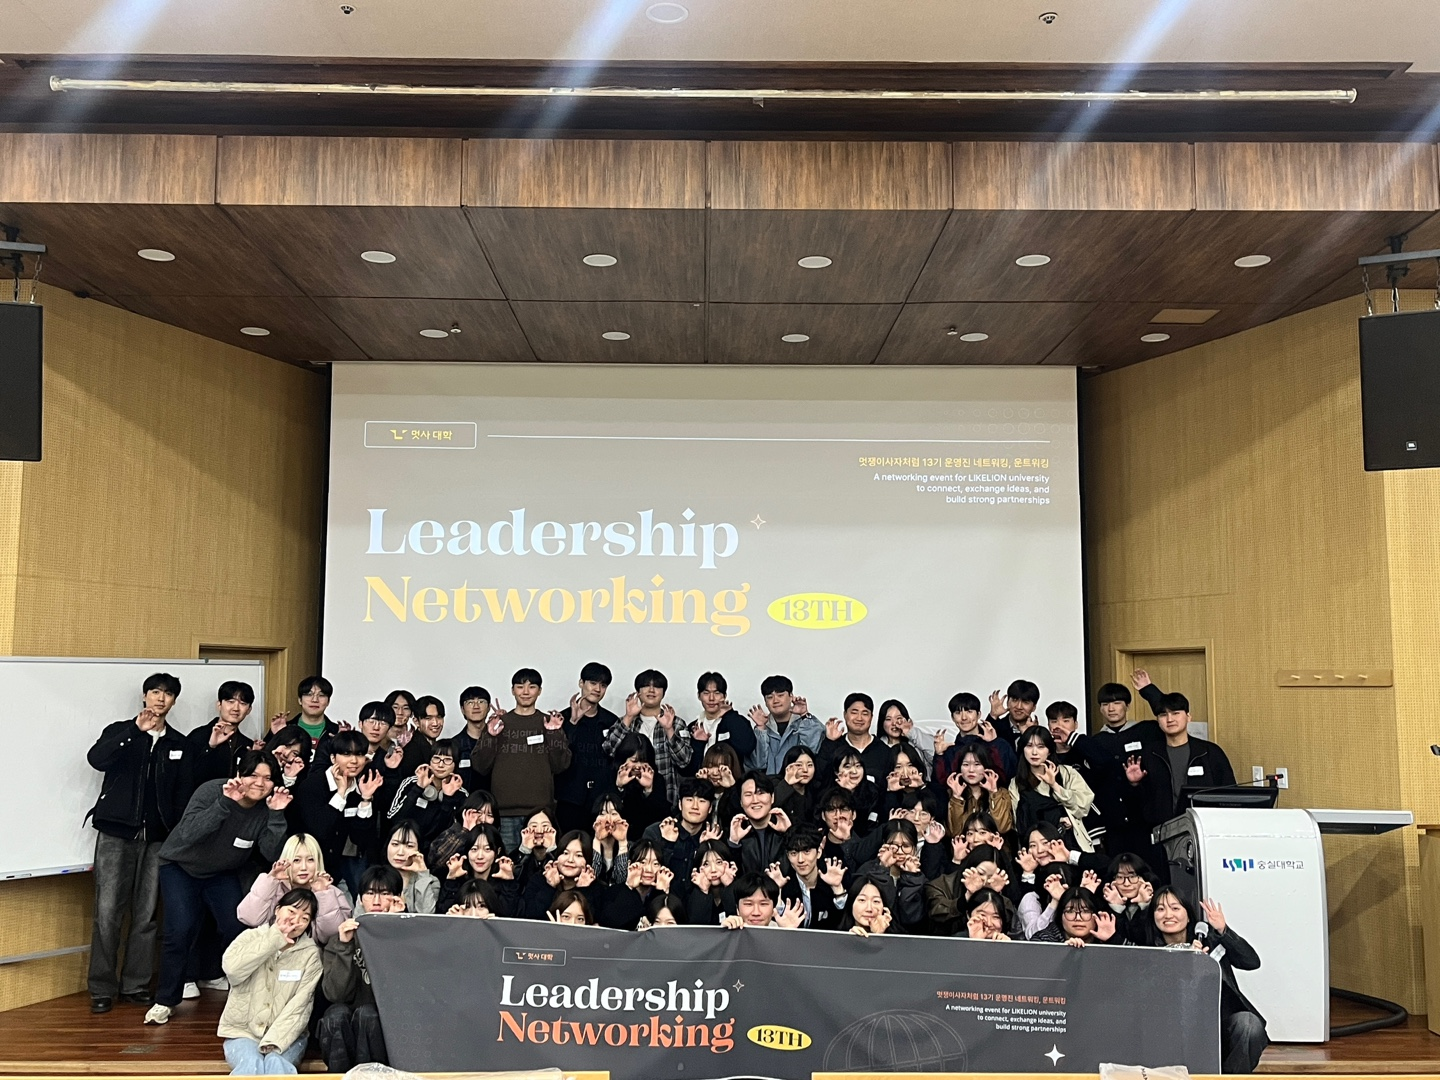 멋사 대학
멋쟁이사자처럼 13기 운영진 네트워킹, 운트워킹
A networking event for LIKELION university
to connect, exchange ideas, and
build strong partnerships
Leadership
Networking 13TH
숭실대학교
멋사 대학
Leadership
Networking 13TH
멋쟁이사자처럼 13기 운영진 네트워킹, 운트워킹
A networking event for LIKELION university
to connect, exchange ideas, and
build strong partnerships
JBL